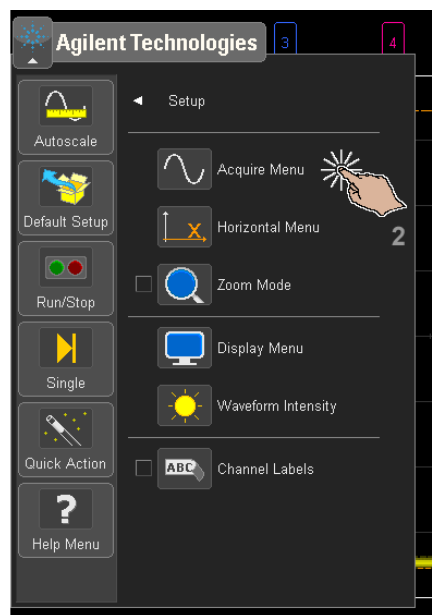 Agilent Technologies
3
4
Autoscale
Default Setup
Run/Stop
Single
Quick Action
?
Help Menu
Setup
Acquire Menu
2
X
Horizontal Menu
Zoom Mode
Display Menu
Waveform Intensity
ABC
Channel Labels